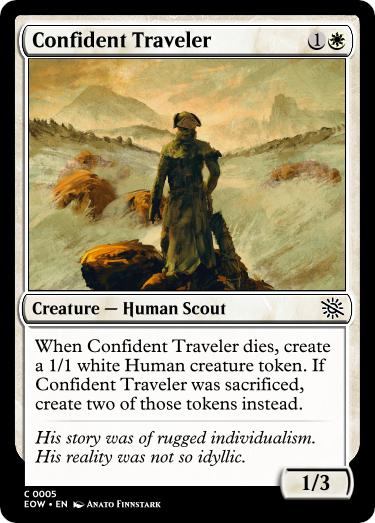 Confident Traveler 1
Creature — Human Scout
When Confident Traveler dies, create
a 1/1 white Human creature token. If
Confident Traveler was sacrificed,
create two of those tokens instead.
His story was of rugged individualism.
His reality was not so idyllic.
1/3
C 0005
EOW • EN Anato Finnstark